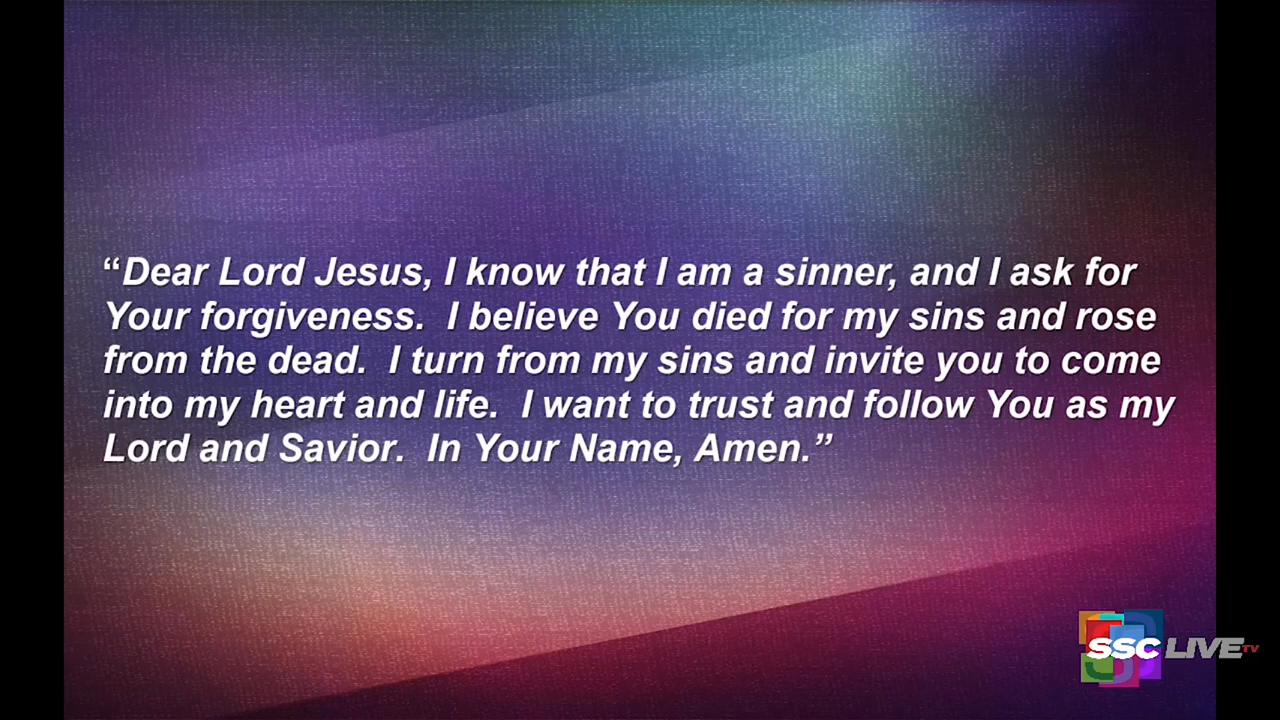 “Dear Lord Jesus, I know that I am a sinner, and I ask for
Your forgiveness.  I believe You died for my sins and rose
from the dead.  I turn from my sins and invite you to come
into my heart and life.  I want to trust and follow You as my
Lord and Savior.  In Your Name, Amen.”
SSC LIVE TV